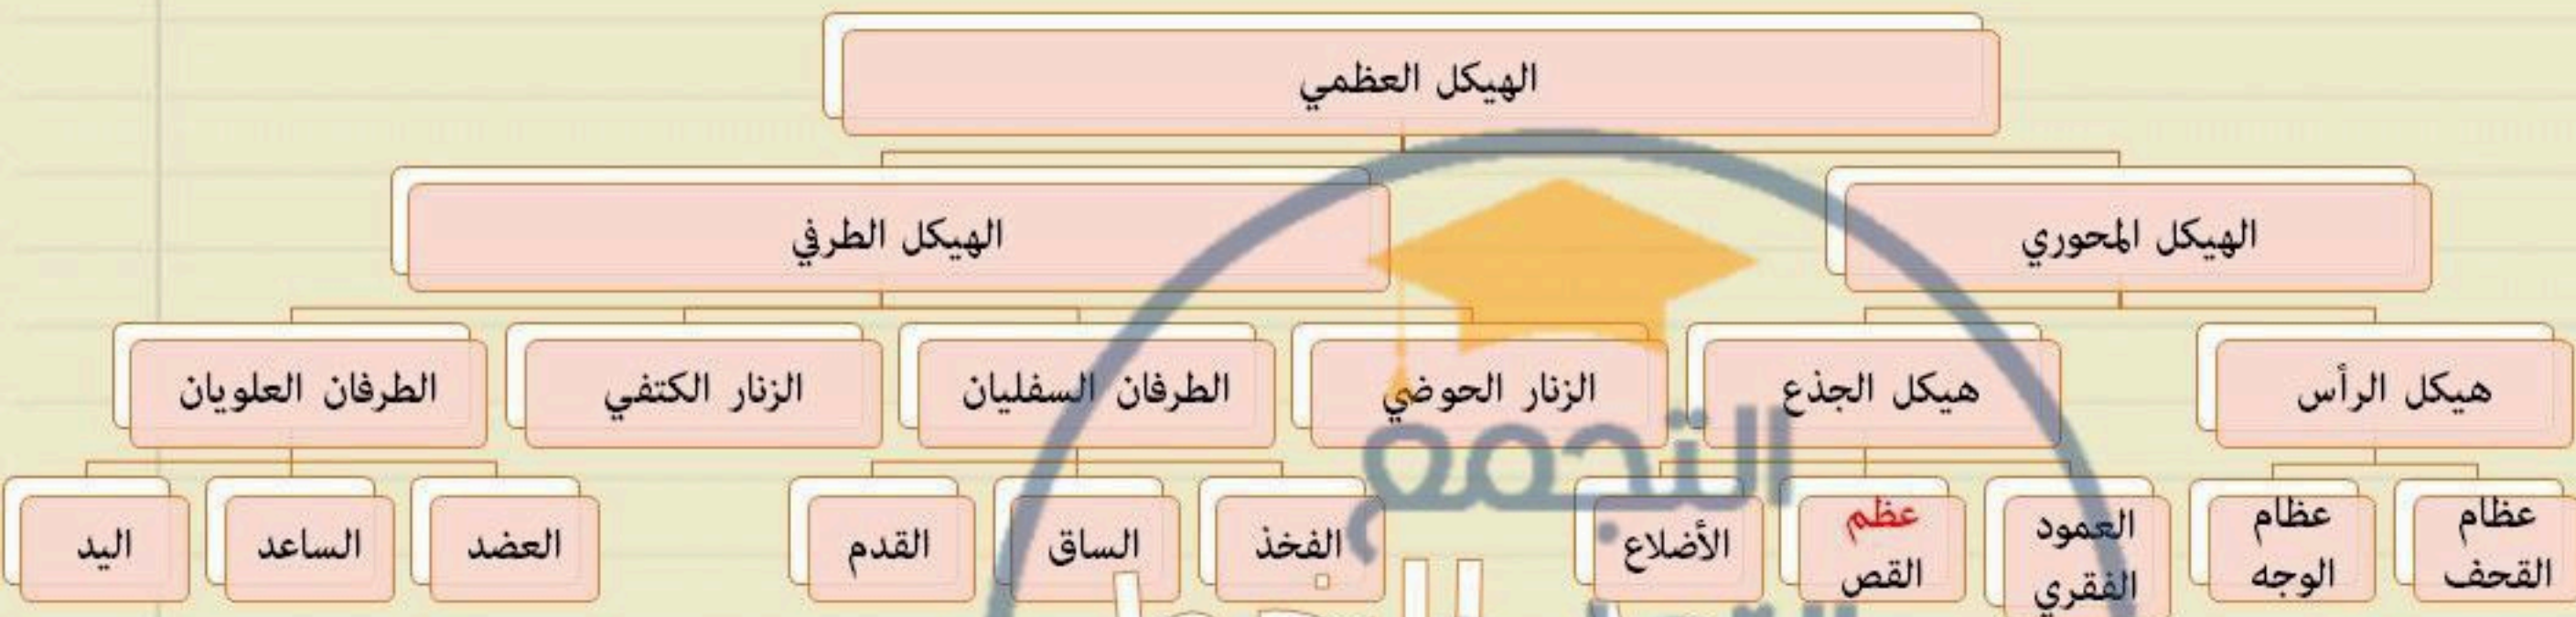 الهيكل العظمي
الهيكل المحوري
الهيكل الطرفي
هيكل الرأس
هيكل الجذع
الزنار الحوضي
الطرفان السفليان
الزنار الكتفي
الطرفان العلويان
عظام
القحف
عظام
الوجه
العمود
الفقري
عظم
القص
الأضلاع
الفخذ
الساق
القدم
العضد
الساعد
اليد
التجمع